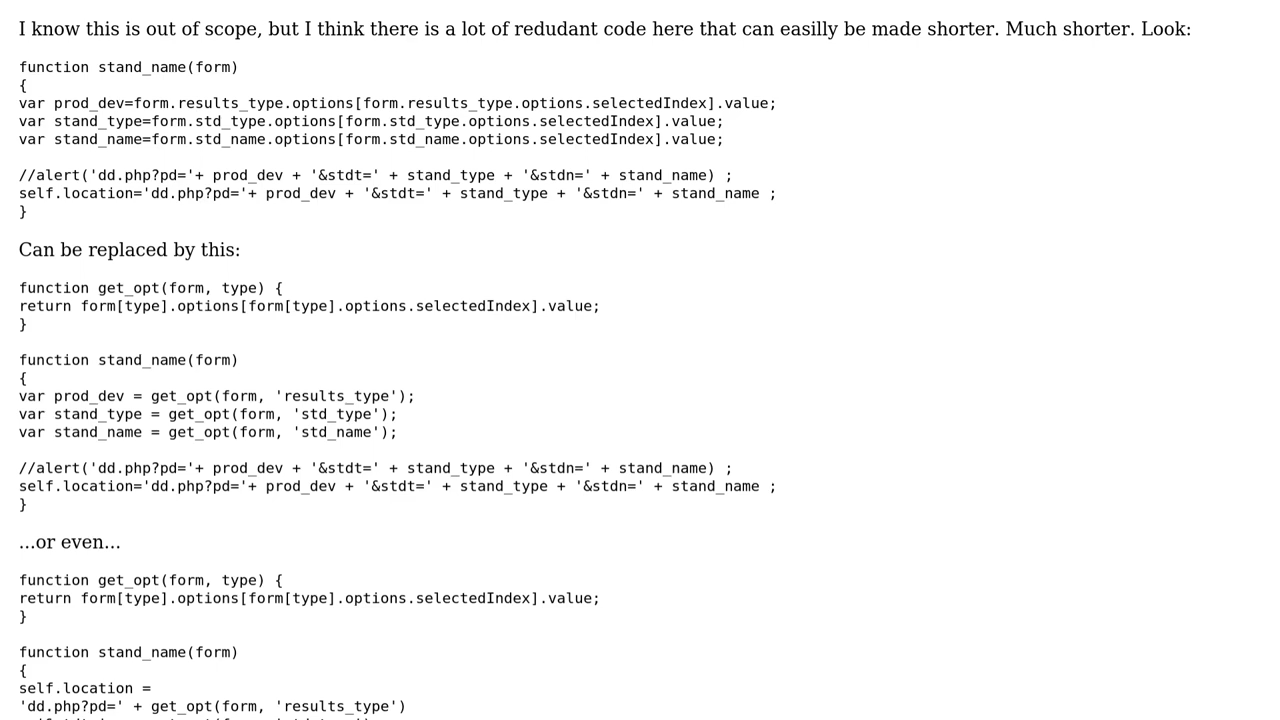 I know this is out of scope, but I think there is a lot of redudant code here that can easilly be made shorter. Much shorter. Look:
function stand_name(form)
{
var prod_dev=form.results_type.options[form.results_type.options.selectedIndex].value;
var stand_type=form.std_type.options[form.std_type.options.selectedIndex].value;
var stand_name=form.std_name.options[form.std_name.options.selectedIndex].value;
//alert('dd.php?pd='+ prod_dev + '&stdt=' + stand_type + '&stdn=' + stand_name) ;
self.location='dd.php?pd='+ prod_dev + '&stdt=' + stand_type + '&stdn=' + stand_name ;
}
Can be replaced by this:
function get_opt(form, type) {
return form[type].options[form[type].options.selectedIndex].value;
}
function stand_name(form)
{
var prod_dev = get_opt(form, 'results_type');
var stand_type = get_opt(form, 'std_type');
var stand_name = get_opt(form, 'std_name');
//alert('dd.php?pd='+ prod_dev + '&stdt=' + stand_type + '&stdn=' + stand_name) ;
self.location='dd.php?pd='+ prod_dev + '&stdt=' + stand_type + '&stdn=' + stand_name ;
}
...or even...
function get_opt(form, type) {
return form[type].options[form[type].options.selectedIndex].value;
}
function stand_name(form)
{
self.location =
'dd.php?pd=' + get_opt(form, 'results_type')